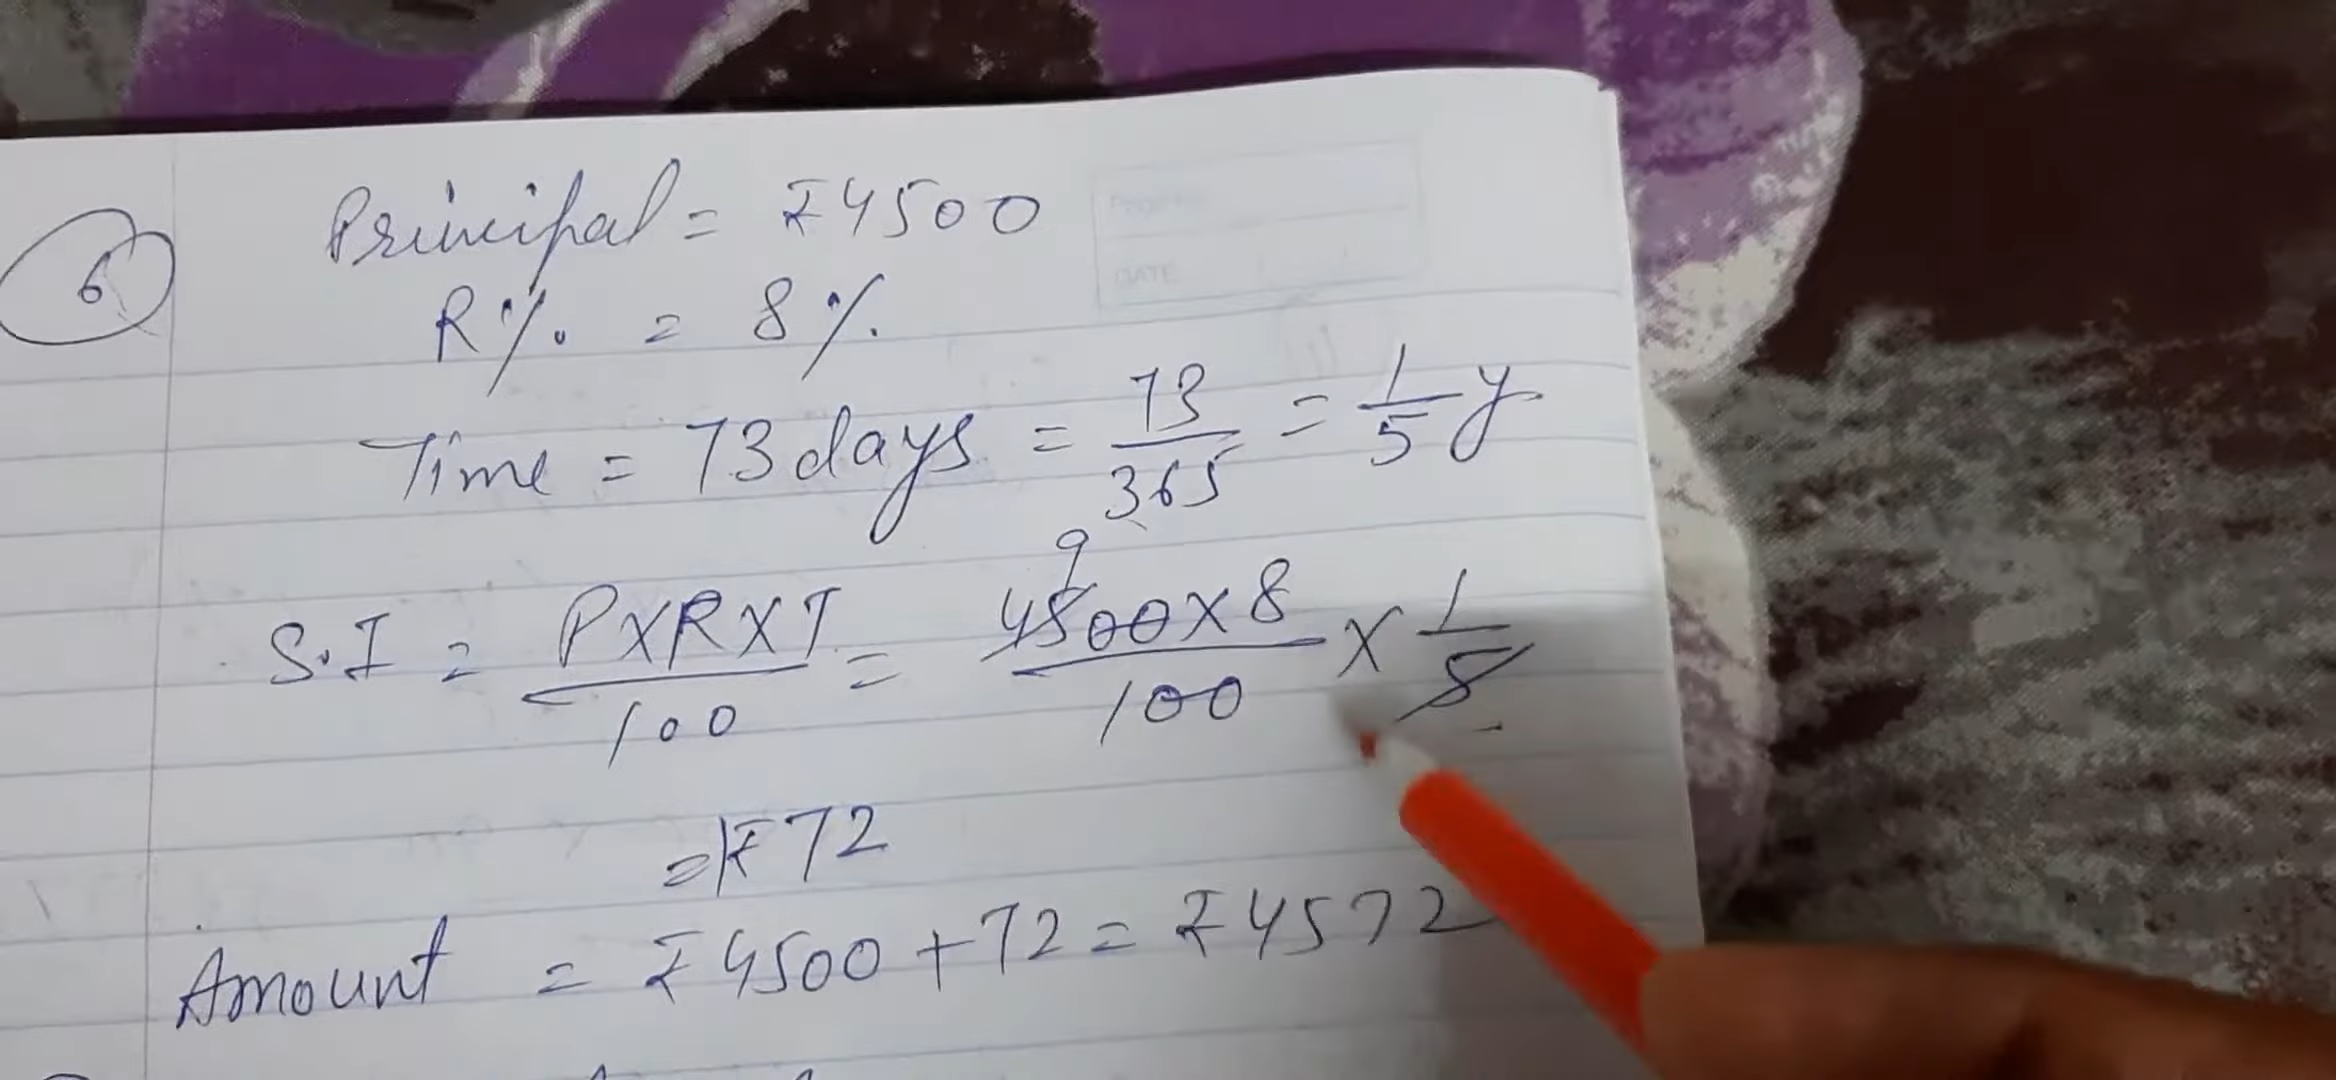 6
Principal = ₹4500
R% = 8%
Time = 73 days = 73/365 = 1/5 y
S.I = P×R×T/100 = 4500×8/100 × 1/5
9
= ₹72
Amount = ₹4500 + 72 = ₹4572
DATE